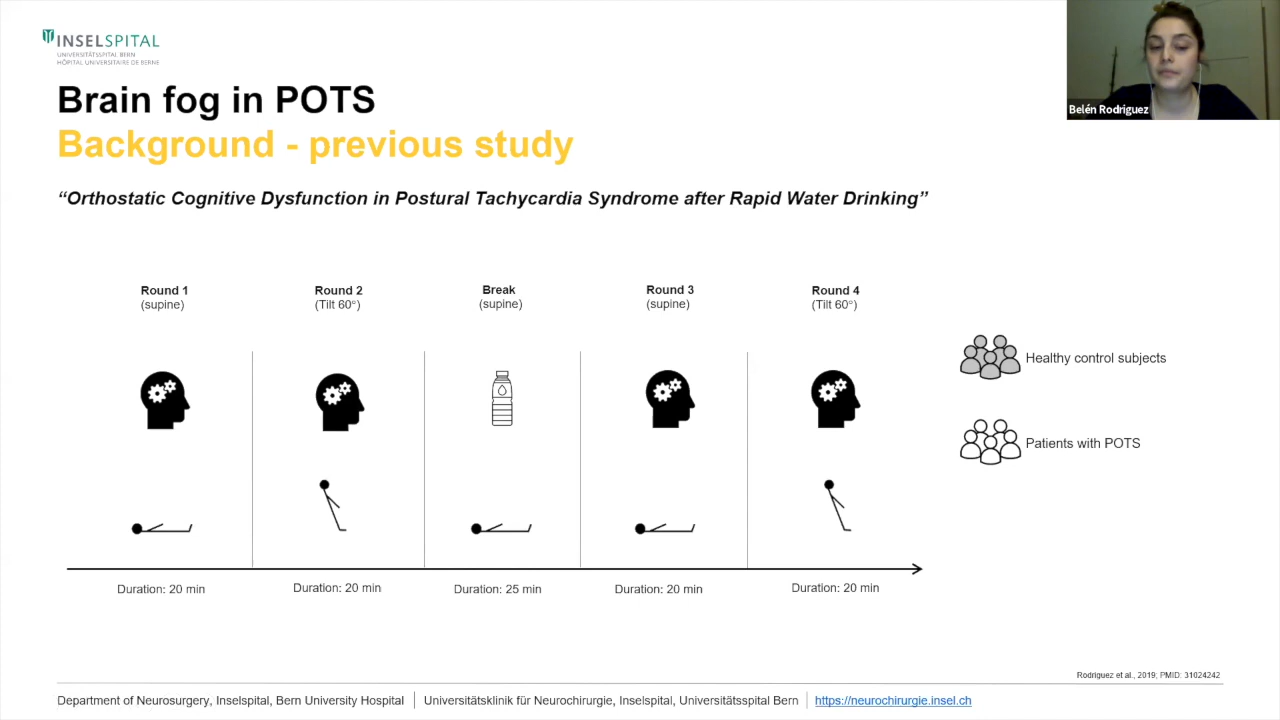 INSELSPITAL
UNIVERSITÄTSSPITAL BERN
HÔPITAL UNIVERSITAIRE DE BERNE
Brain fog in POTS
Background - previous study
“Orthostatic Cognitive Dysfunction in Postural Tachycardia Syndrome after Rapid Water Drinking”
Belén Rodriguez
Round 1
(supine)
Round 2
(Tilt 60°)
Break
(supine)
Round 3
(supine)
Round 4
(Tilt 60°)
Healthy control subjects
Patients with POTS
Duration: 20 min
Duration: 20 min
Duration: 25 min
Duration: 20 min
Duration: 20 min
Rodriguez et al., 2019; PMID: 31024242
Department of Neurosurgery, Inselspital, Bern University Hospital | Universitätsklinik für Neurochirurgie, Inselspital, Universitätsspital Bern | https://neurochirurgie.insel.ch